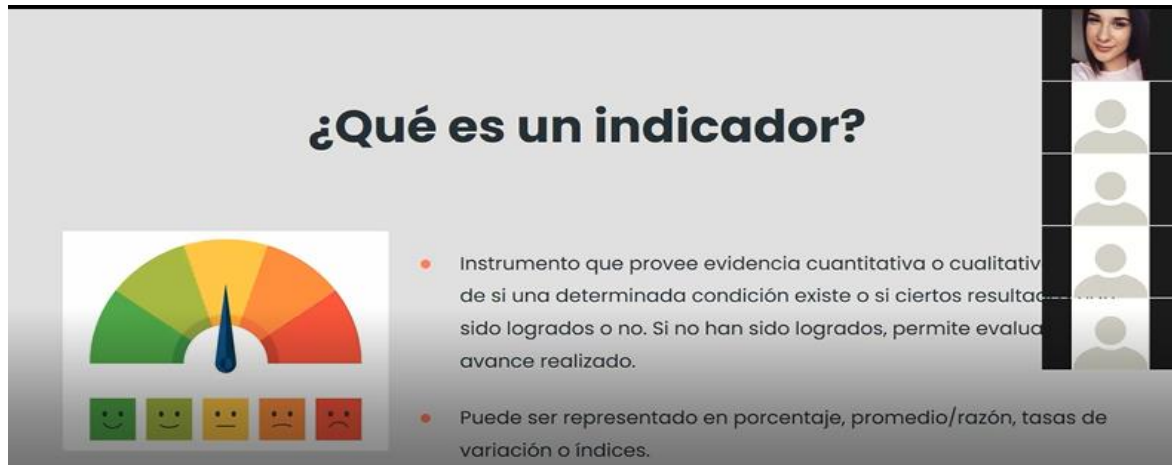 ¿Qué es un indicador?
Instrumento que provee evidencia cuantitativa o
de si una determinada condición existe o si ciertos
sido logrados o no. Si no han sido logrados, permite
avance realizado.
Puede ser representado en porcentaje, promedio/razón, tasas de
variación o índices.